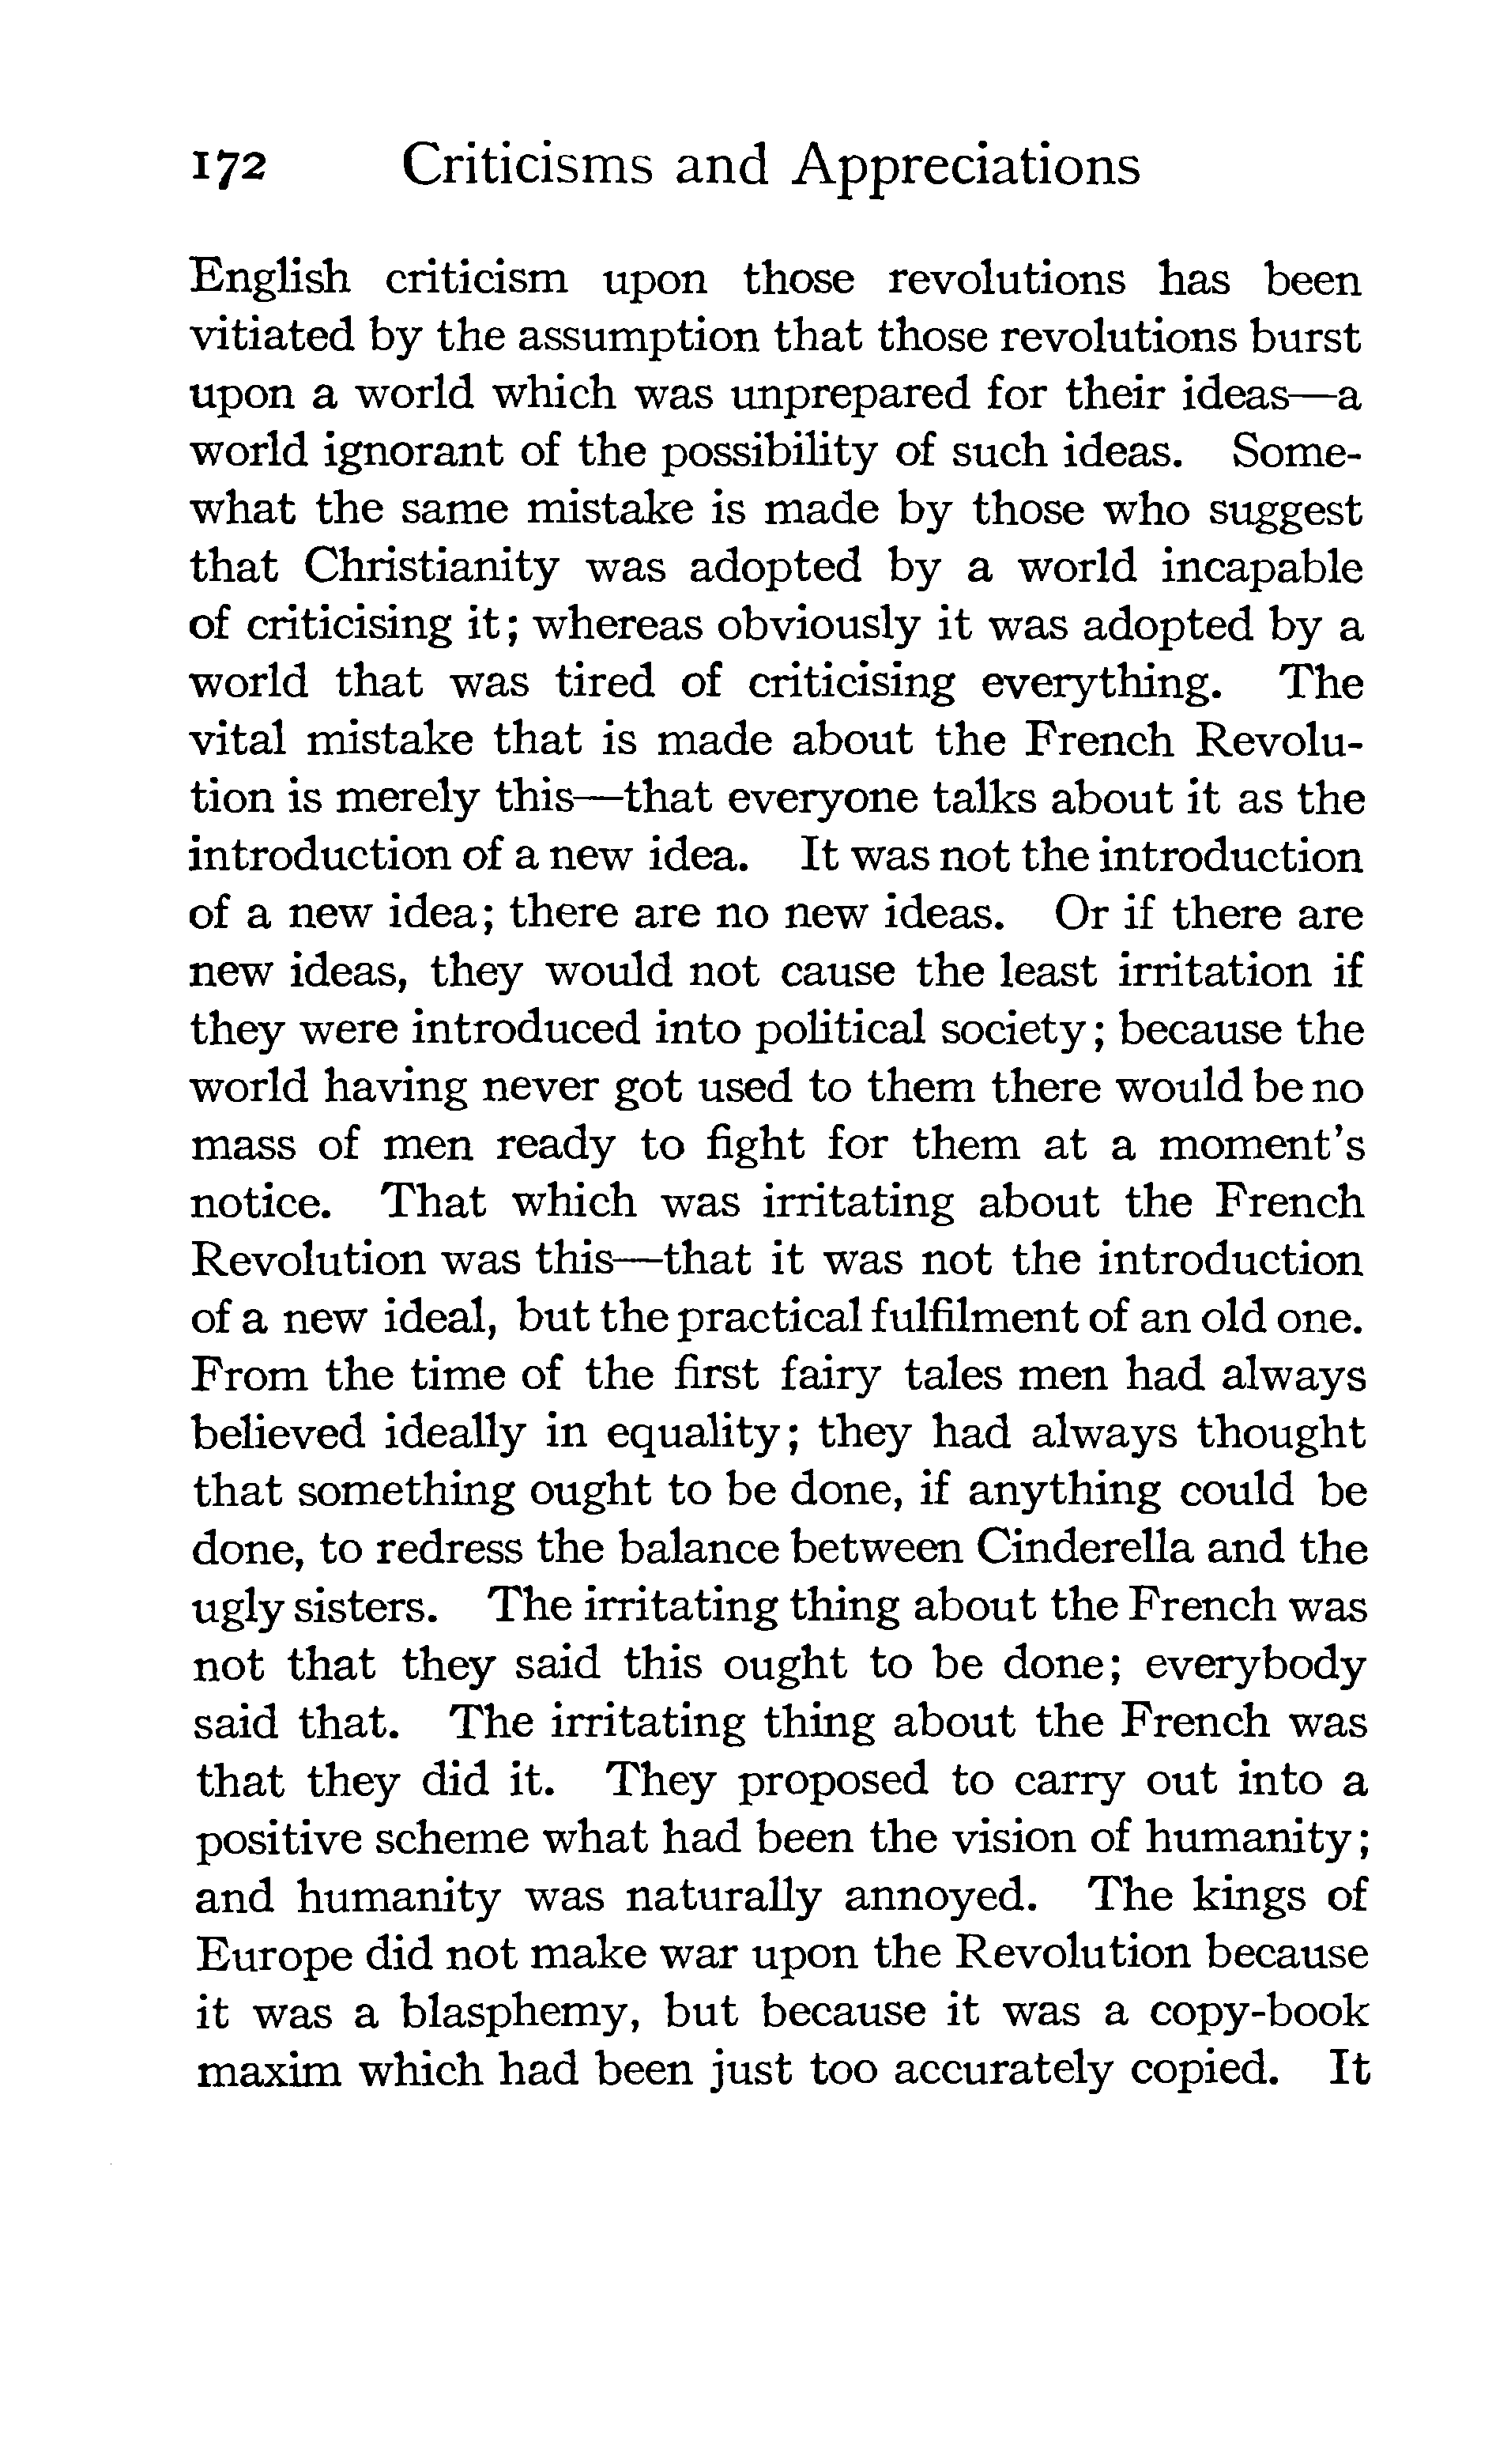 172 Criticisms and Appreciations
English criticism upon those revolutions has been
vitiated by the assumption that those revolutions burst
upon a world which was unprepared for their ideas—a
world ignorant of the possibility of such ideas. Some-
what the same mistake is made by those who suggest
that Christianity was adopted by a world incapable
of criticising it; whereas obviously it was adopted by a
world that was tired of criticising everything. The
vital mistake that is made about the French Revolu-
tion is merely this—that everyone talks about it as the
introduction of a new idea. It was not the introduction
of a new idea; there are no new ideas. Or if there are
new ideas, they would not cause the least irritation if
they were introduced into political society; because the
world having never got used to them there would be no
mass of men ready to fight for them at a moment's
notice. That which was irritating about the French
Revolution was this—that it was not the introduction
of a new ideal, but the practical fulfilment of an old one.
From the time of the first fairy tales men had always
believed ideally in equality; they had always thought
that something ought to be done, if anything could be
done, to redress the balance between Cinderella and the
ugly sisters. The irritating thing about the French was
not that they said this ought to be done; everybody
said that. The irritating thing about the French was
that they did it. They proposed to carry out into a
positive scheme what had been the vision of humanity;
and humanity was naturally annoyed. The kings of
Europe did not make war upon the Revolution because
it was a blasphemy, but because it was a copy-book
maxim which had been just too accurately copied. It